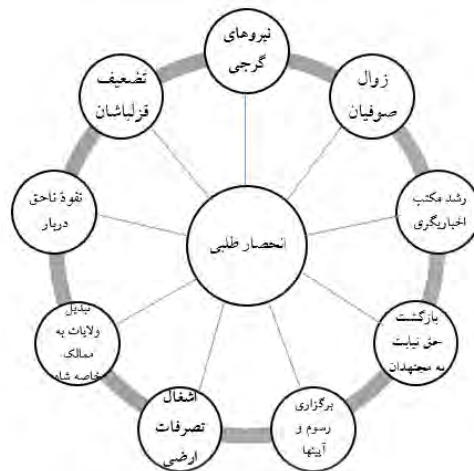 نیروهای
گرجی
زوال
صوفیان
رشد مکتب
اخباریگری
بازگشت
حق نیابت
به مجتهدان
برگزاری
رسوم و
آیینها
اشغال
تصرفات
ارضی
تبدیل
ولایات به
ممالک
خاصه شاه
نفوذ ناحق
دربار
تضعیف
قزلباشان
انحصار طلبی